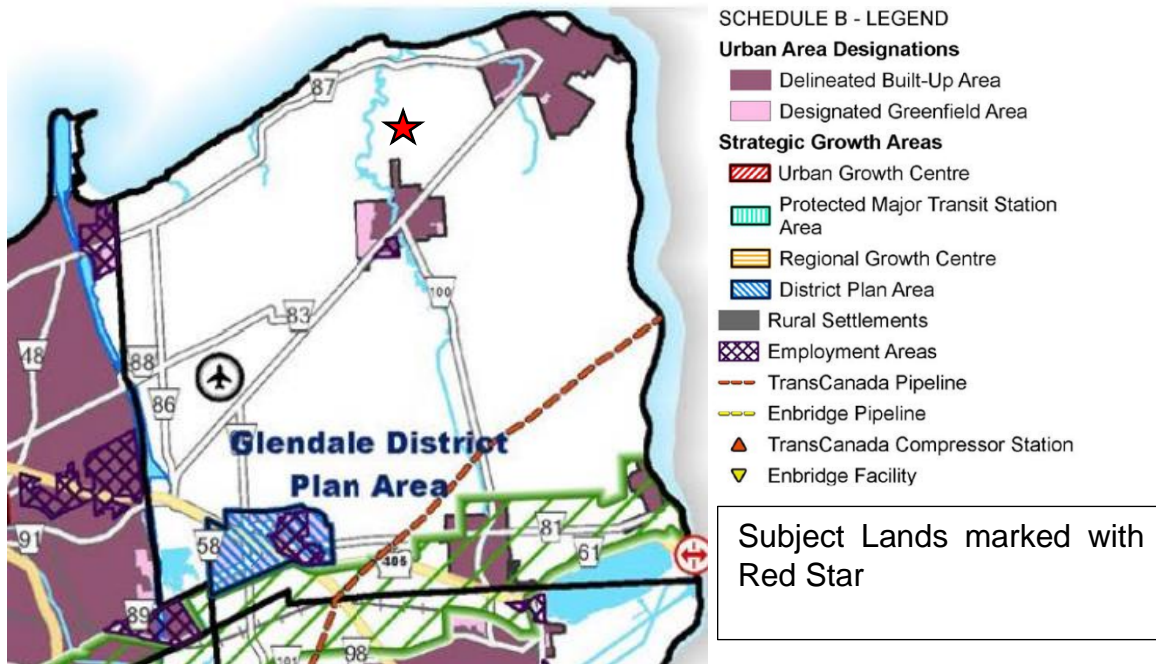 87
100
83
48
88
86
Glendale District
Plan Area
91
58
81
61
405
89
98
101
SCHEDULE B - LEGEND
Urban Area Designations
Delineated Built-Up Area
Designated Greenfield Area
Strategic Growth Areas
Urban Growth Centre
Protected Major Transit Station
Area
Regional Growth Centre
District Plan Area
Rural Settlements
Employment Areas
TransCanada Pipeline
Enbridge Pipeline
TransCanada Compressor Station
Enbridge Facility
Subject Lands marked with
Red Star